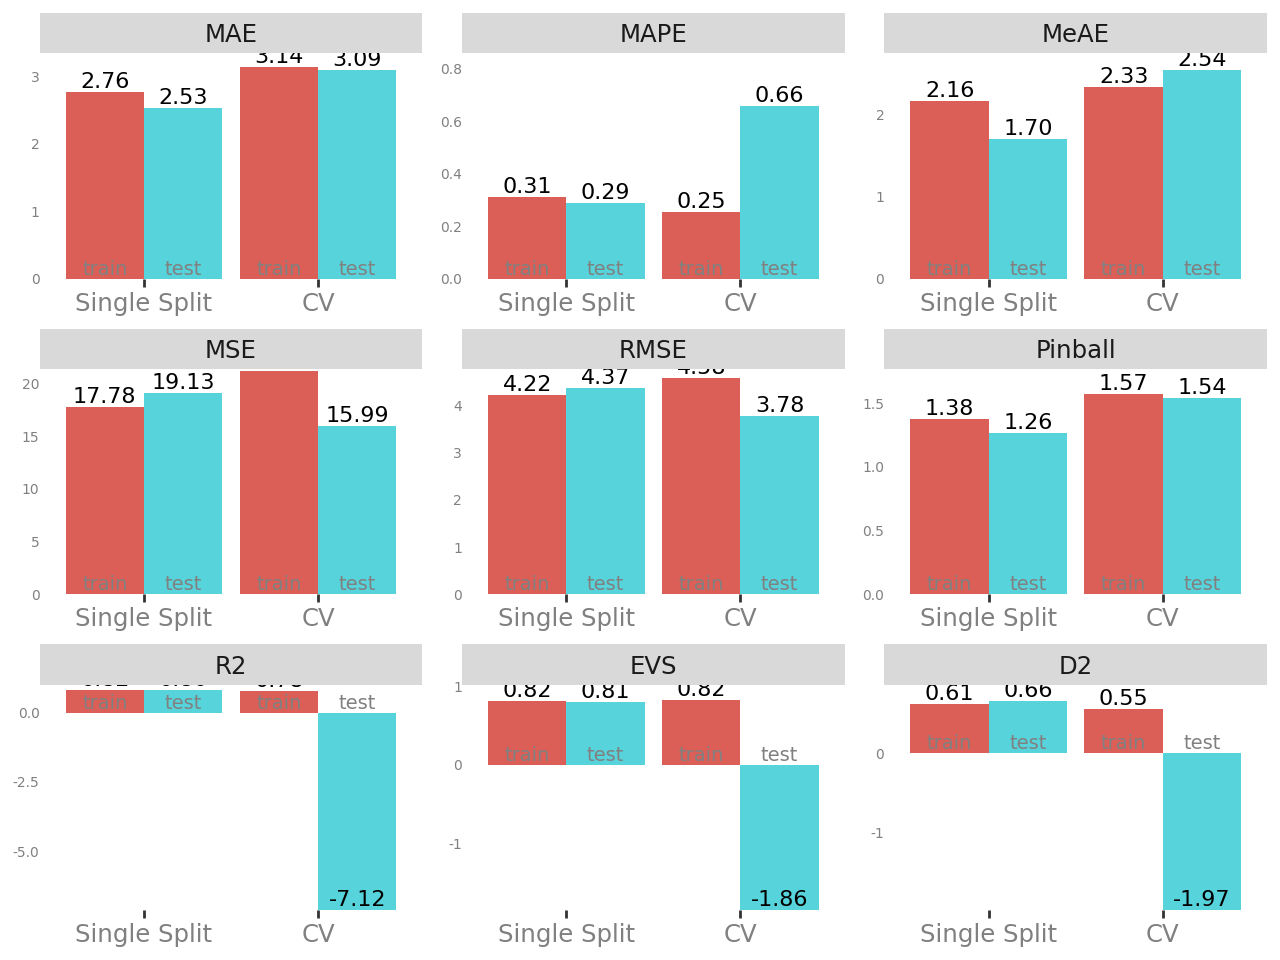 MAE
3
2
1
0
2.76
2.53
3.14
3.09
train
test
train
test
Single Split
CV
MAPE
0.8
0.6
0.4
0.2
0.0
0.31
0.29
0.25
0.66
train
test
train
test
Single Split
CV
MeAE
2
1
0
2.16
1.70
2.33
2.54
train
test
train
test
Single Split
CV
MSE
20
15
10
5
0
17.78
19.13
15.99
train
test
train
test
Single Split
CV
RMSE
4
3
2
1
0
4.22
4.37
3.78
train
test
train
test
Single Split
CV
Pinball
1.5
1.0
0.5
0.0
1.38
1.26
1.57
1.54
train
test
train
test
Single Split
CV
R2
0.0
-2.5
-5.0
train
test
train
test
-7.12
Single Split
CV
EVS
1
0
-1
0.82
0.81
0.82
train
test
train
test
-1.86
Single Split
CV
D2
0
-1
0.61
0.66
0.55
train
test
train
test
-1.97
Single Split
CV